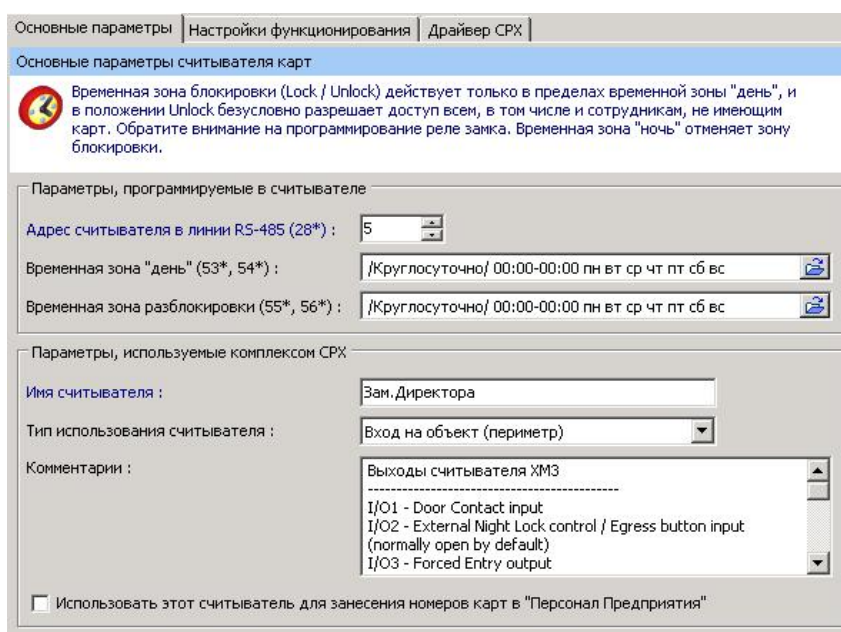 Основные параметры Настройки функционирования Драйвер CPX
Основные параметры считывателя карт
Временная зона блокировки (Lock / Unlock) действует только в пределах временной зоны "день", и
в положении Unlock безусловно разрешает доступ всем, в том числе и сотрудникам, не имеющим
карт. Обратите внимание на программирование реле замка. Временная зона "ночь" отменяет зону
блокировки.
Параметры, программируемые в считывателе
Адрес считывателя в линии RS-485 (28*) : 5
Временная зона "день" (53*, 54*) : /Круглосуточно/ 00:00-00:00 пн вт ср чт пт сб вс
Временная зона разблокировки (55*, 56*) : /Круглосуточно/ 00:00-00:00 пн вт ср чт пт сб вс
Параметры, используемые комплексом CPX
Имя считывателя : Зам.Директора
Тип использования считывателя : Вход на объект (периметр)
Комментарии : Выходы считывателя XM3
--------------------------------------------
I/O1 - Door Contact input
I/O2 - External Night Lock control / Egress button input
(normally open by default)
I/O3 - Forced Entry output
Использовать этот считыватель для занесения номеров карт в "Персонал Предприятия"